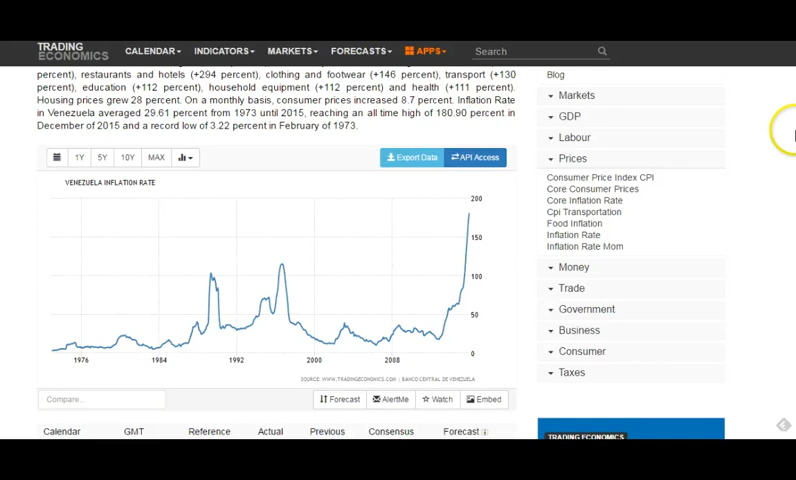 TRADING
ECONOMICS
CALENDAR
INDICATORS
MARKETS
FORECASTS
APPS
Search
percent), restaurants and hotels (+294 percent), clothing and footwear (+146 percent), transport (+130
percent), education (+112 percent), household equipment (+112 percent) and health (+111 percent).
Housing prices grew 28 percent. On a monthly basis, consumer prices increased 8.7 percent. Inflation Rate
in Venezuela averaged 29.61 percent from 1973 until 2015, reaching an all time high of 180.90 percent in
December of 2015 and a record low of 3.22 percent in February of 1973.
1Y
5Y
10Y
MAX
Export Data
API Access
VENEZUELA INFLATION RATE
200
150
100
50
0
1976
1984
1992
2000
2008
SOURCE: WWW.TRADINGECONOMICS.COM | BANCO CENTRAL DE VENEZUELA
Compare...
Forecast
AlertMe
Watch
Embed
Calendar
GMT
Reference
Actual
Previous
Consensus
Forecast
Blog
Markets
GDP
Labour
Prices
Consumer Price Index CPI
Core Consumer Prices
Core Inflation Rate
Cpi Transportation
Food Inflation
Inflation Rate
Inflation Rate Mom
Money
Trade
Government
Business
Consumer
Taxes
TRADING ECONOMICS